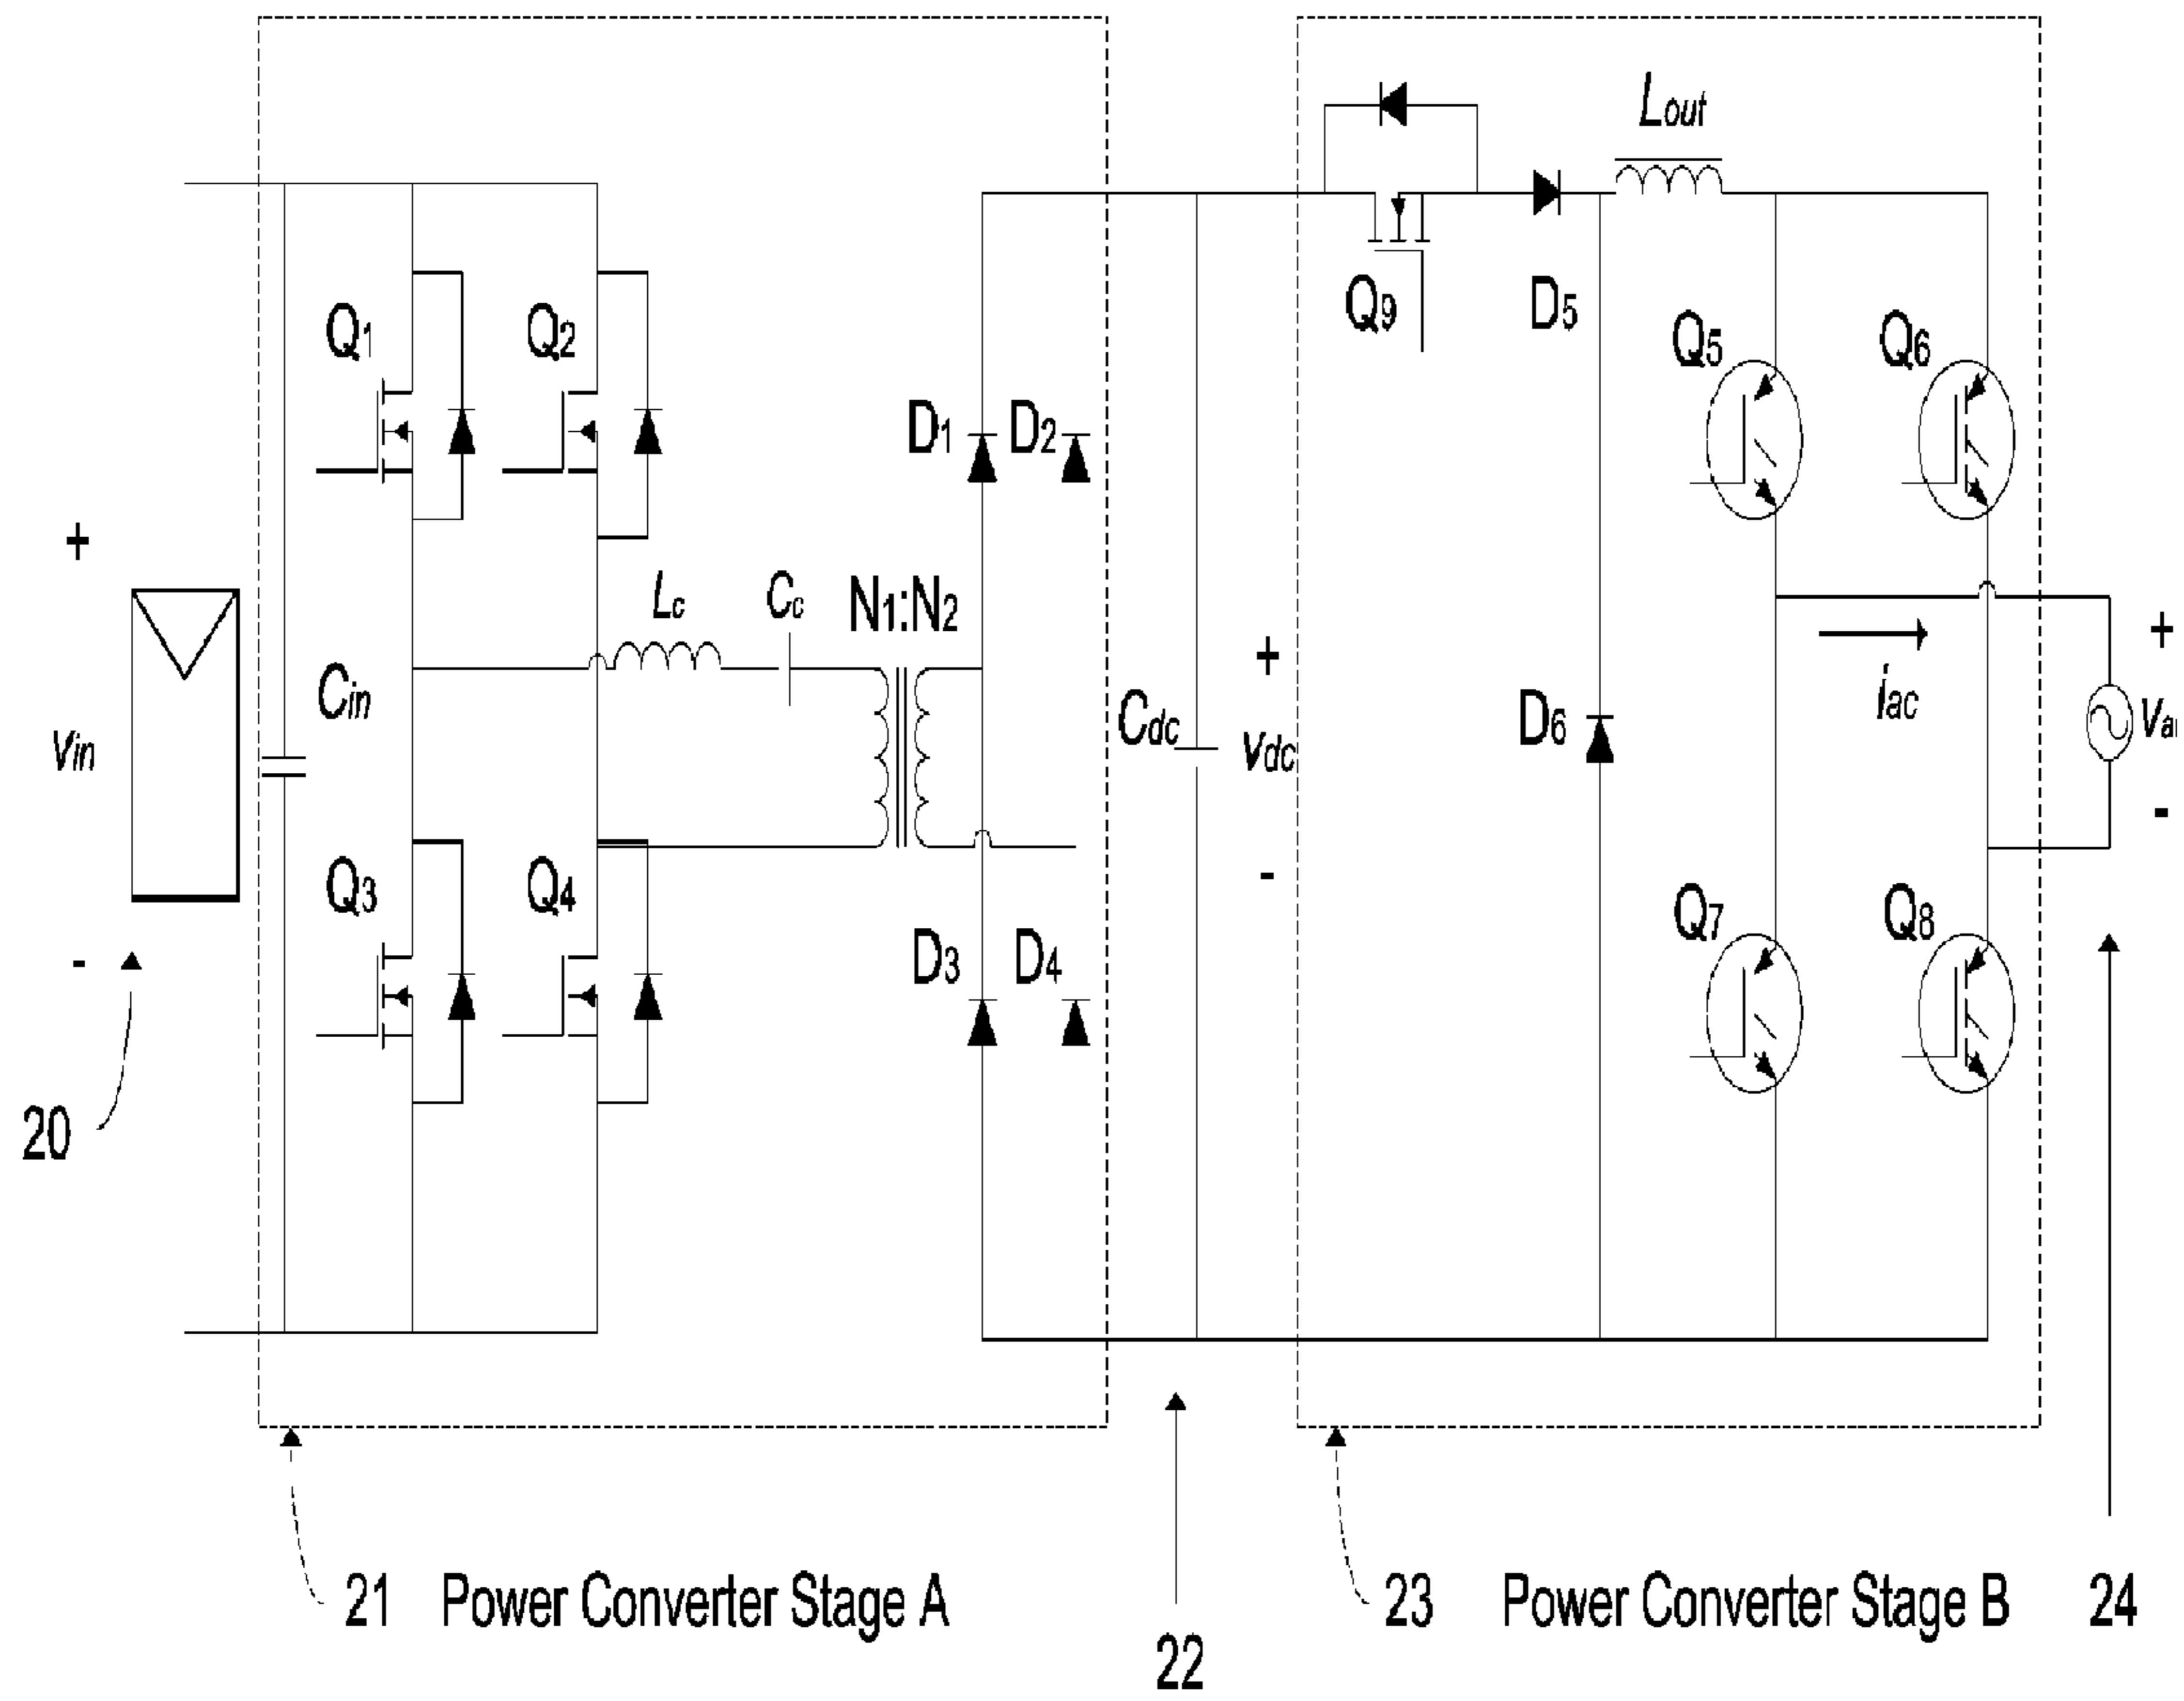 Lout
Q1
Q2
Q9
D5
Q5
Q6
D1
D2
+
Lc
Cc
N1:N2
Cin
Vin
Cdc
+
Vdc
-
D6
iac
+
-
Q3
Q4
D3
D4
Q7
Q8
-
20
21 Power Converter Stage A
22
23 Power Converter Stage B
24